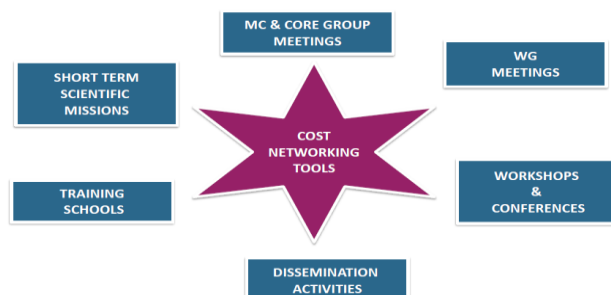 MC & CORE GROUP
MEETINGS
WG
MEETINGS
SHORT TERM
SCIENTIFIC
MISSIONS
COST
NETWORKING
TOOLS
WORKSHOPS
&
CONFERENCES
TRAINING
SCHOOLS
DISSEMINATION
ACTIVITIES